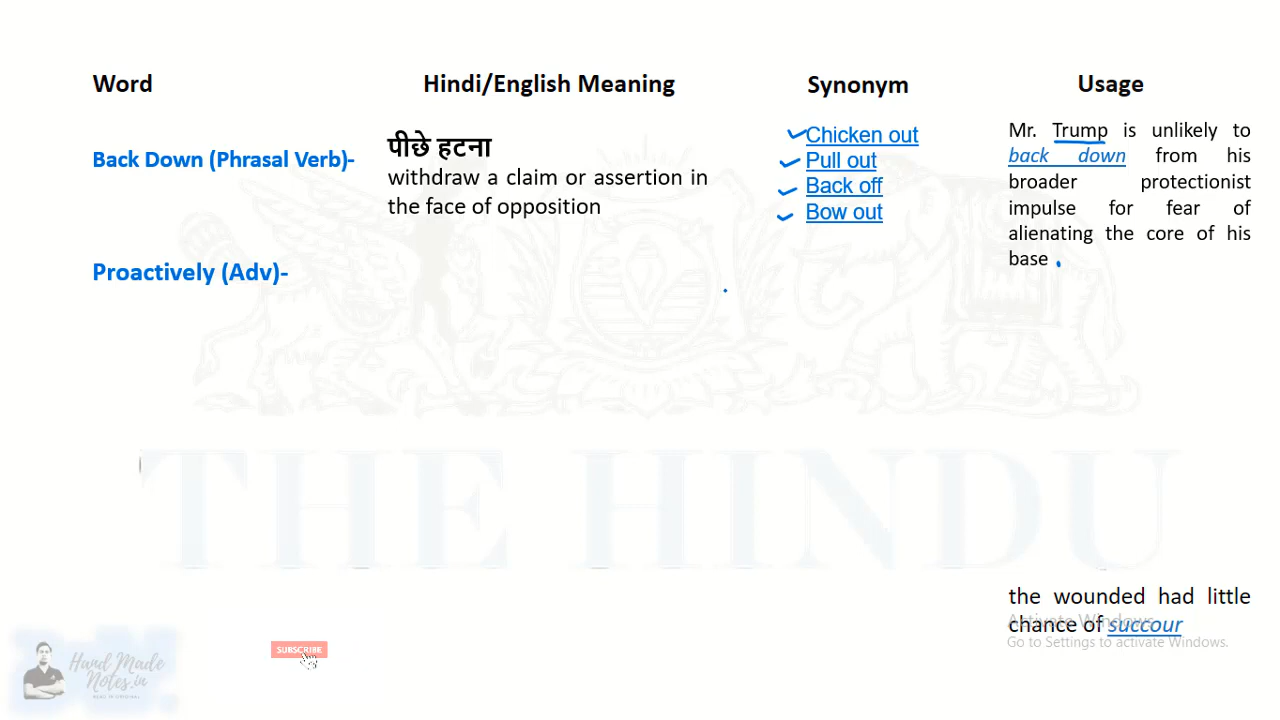 Word Hindi/English Meaning Synonym Usage
Back Down (Phrasal Verb)-
पीछे हटना
withdraw a claim or assertion in
the face of opposition
Chicken out
Pull out
Back off
Bow out
Mr. Trump is unlikely to
back down from his
broader protectionist
impulse for fear of
alienating the core of his
base .
Proactively (Adv)-
THE HINDU
the wounded had little
chance of succour
Activate Windows
Go to Settings to activate Windows.
Hand Made
Notes.in
SUBSCRIBE